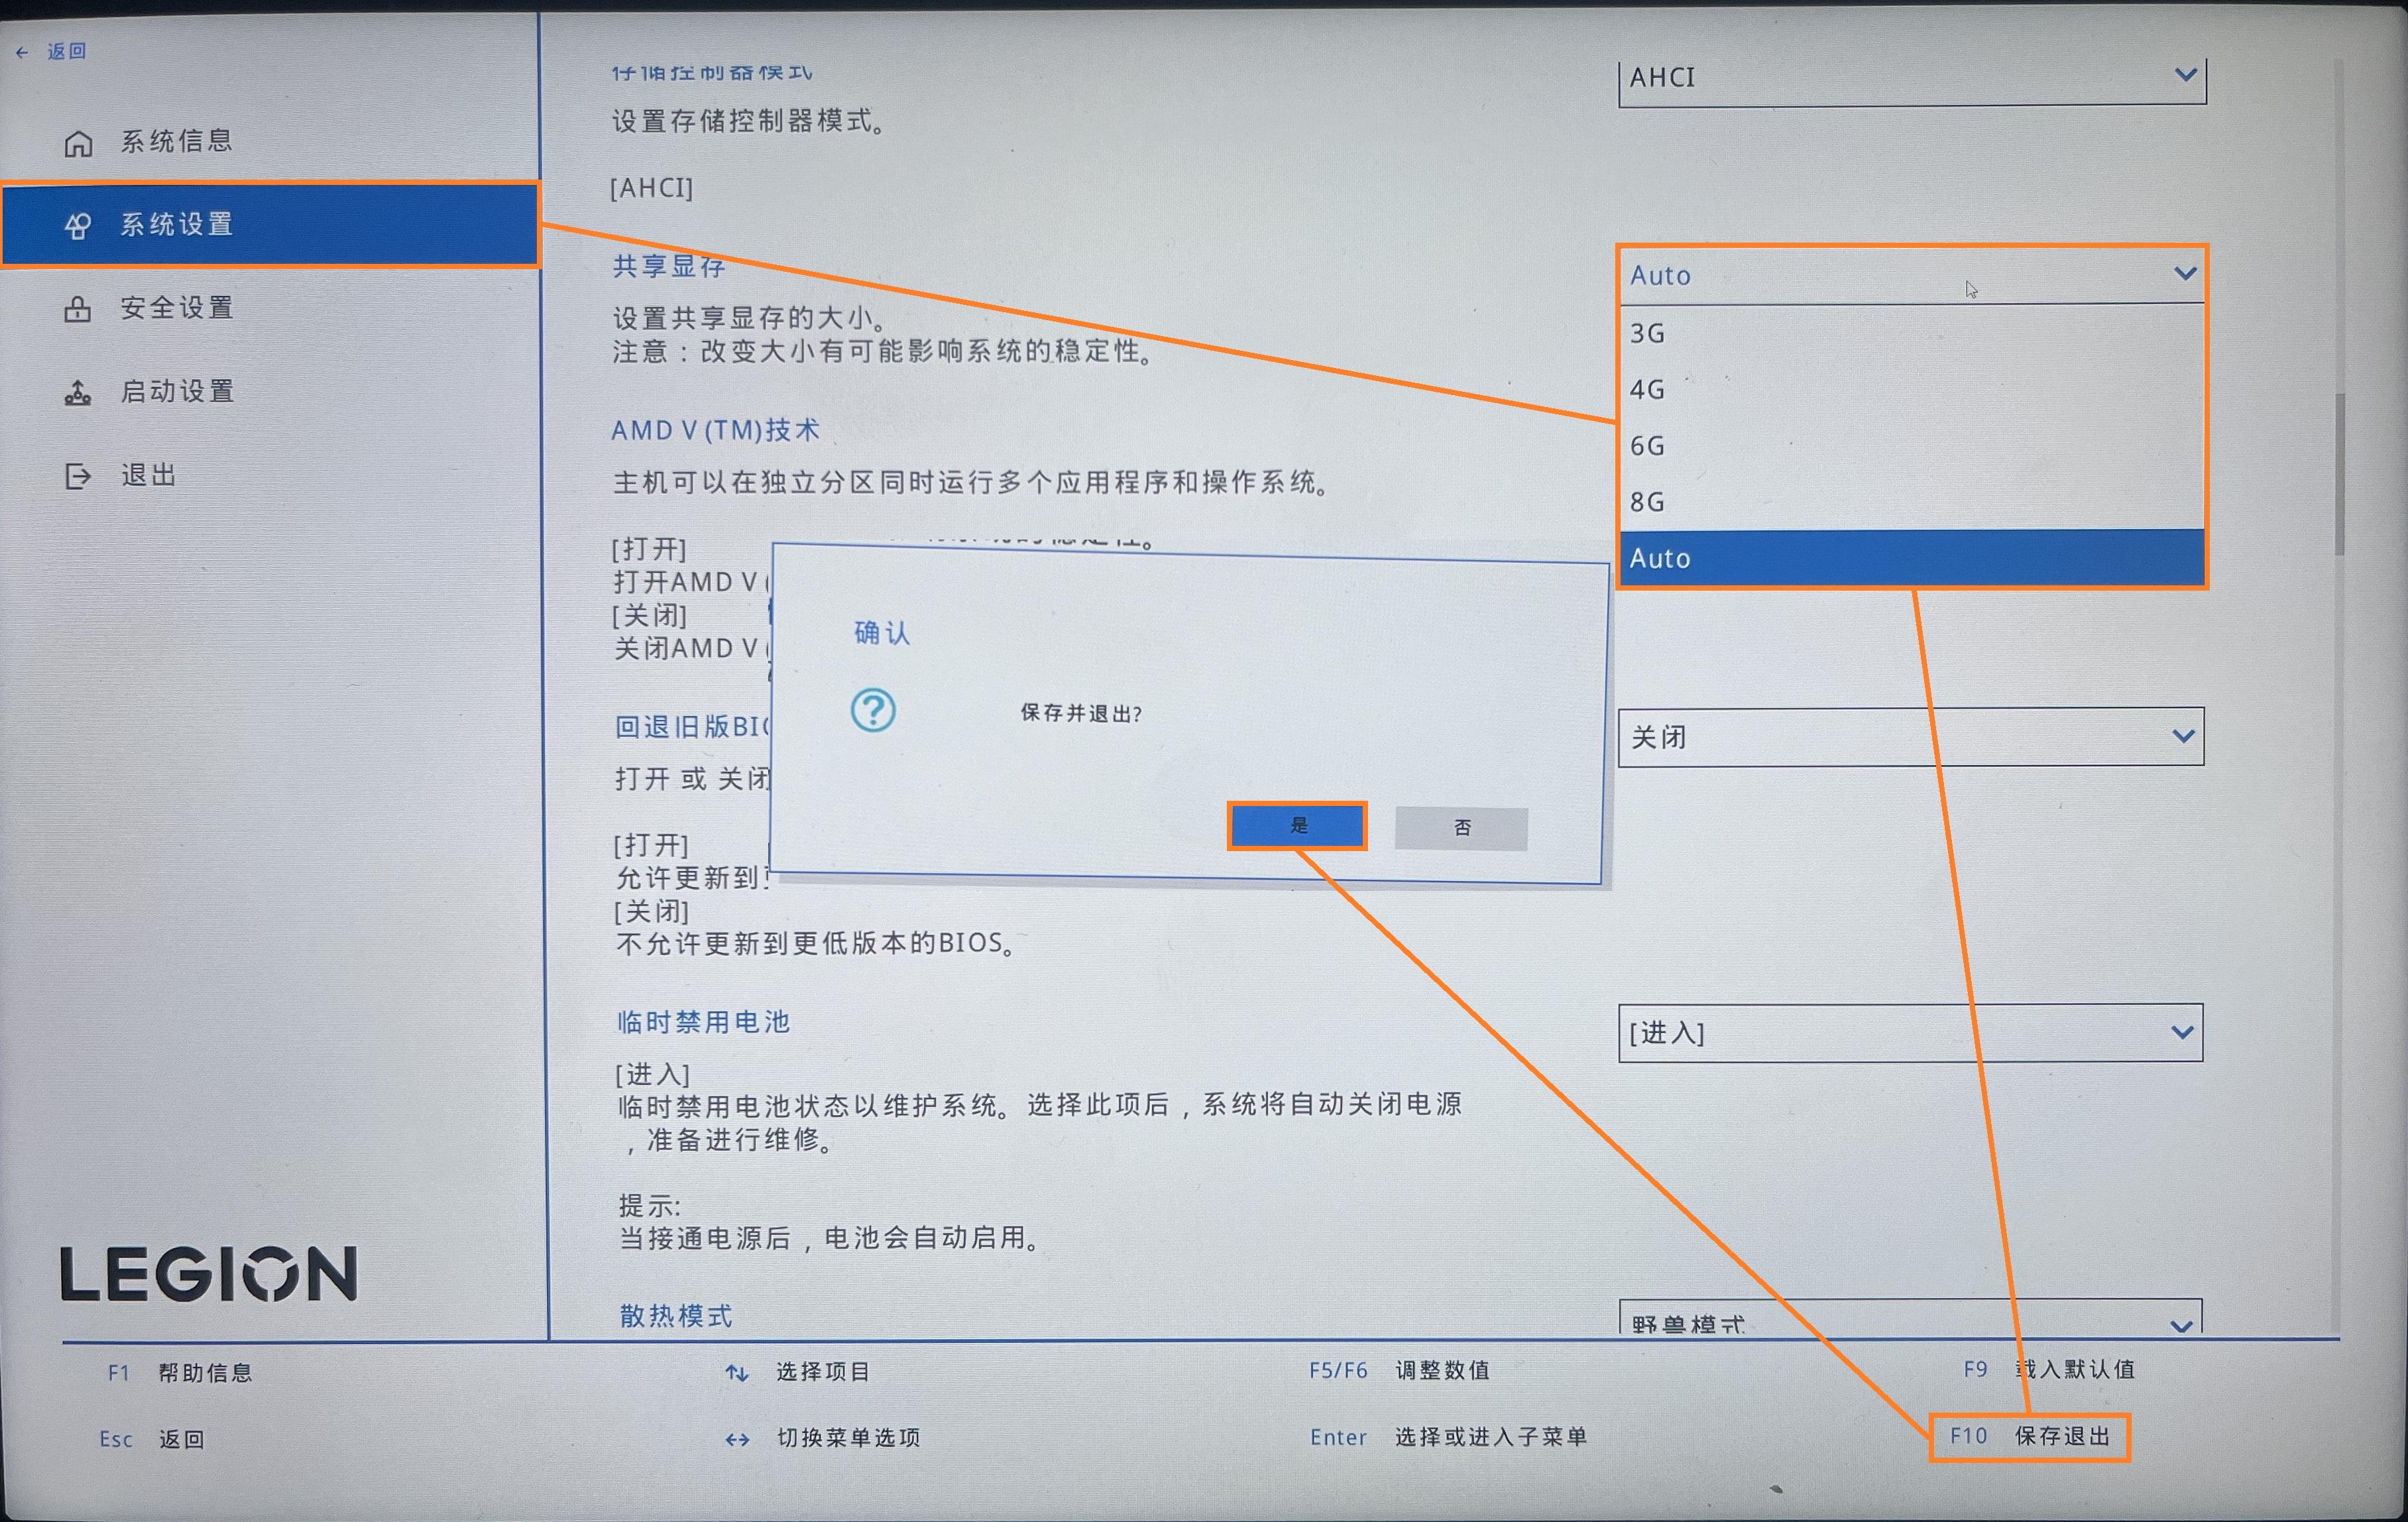 ← 返回
系统信息
系统设置
安全设置
启动设置
退出
LEGION
存储控制器模式
AHCI
设置存储控制器模式。
[AHCI]
共享显存
Auto
3G
4G
6G
8G
Auto
设置共享显存的大小。
注意：改变大小有可能影响系统的稳定性。
AMD V (TM)技术
主机可以在独立分区同时运行多个应用程序和操作系统。
[打开]
打开AMD V (
[关闭]
关闭AMD V (
确认
保存并退出?
是
否
回退旧版BIO
关闭
打开 或 关闭
[打开]
允许更新到
[关闭]
不允许更新到更低版本的BIOS。
临时禁用电池
[进入]
[进入]
临时禁用电池状态以维护系统。选择此项后，系统将自动关闭电源
，准备进行维修。
提示:
当接通电源后，电池会自动启用。
散热模式
野兽模式
F1 帮助信息
选择项目
F5/F6 调整数值
F9 载入默认值
Esc 返回
切换菜单选项
Enter 选择或进入子菜单
F10 保存退出